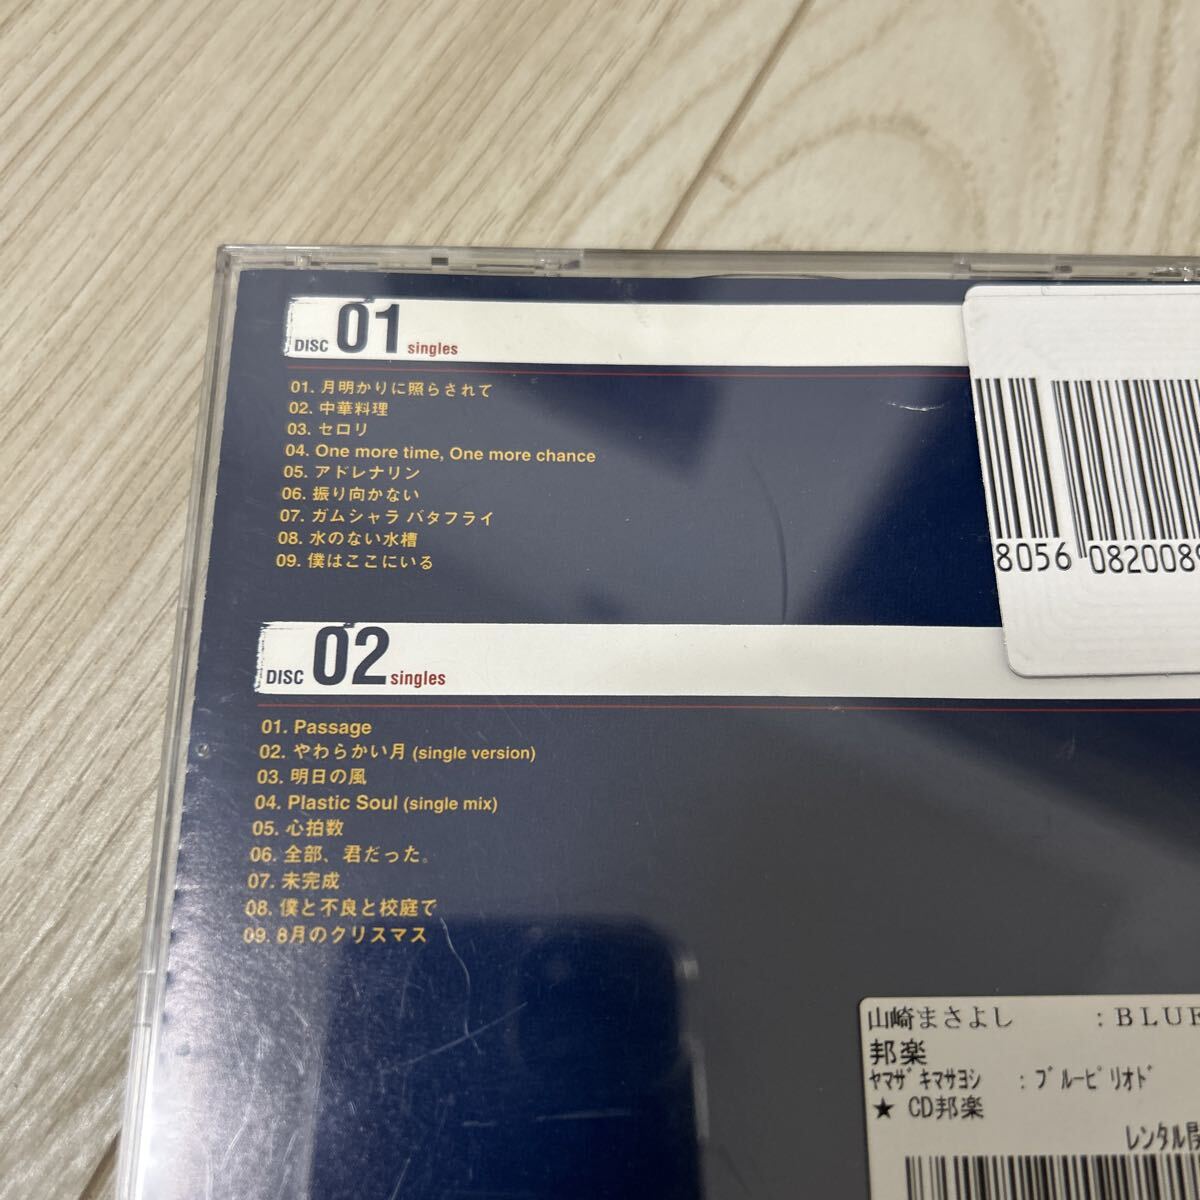 DISC 01 singles
01. 月明かりに照らされて
02. 中華料理
03. セロリ
04. One more time, One more chance
05. アドレナリン
06. 振り向かない
07. ガムシャラ バタフライ
08. 水のない水槽
09. 僕はここにいる
8056 082008
DISC 02 singles
01. Passage
02. やわらかい月 (single version)
03. 明日の風
04. Plastic Soul (single mix)
05. 心拍数
06. 全部、君だった。
07. 未完成
08. 僕と不良と校庭で
09. 8月のクリスマス
山崎まさよし :BLUE
邦楽
ﾔﾏｻﾞｷﾏｻﾖｼ :ﾌﾞﾙｰﾋﾟﾘｵﾄﾞ
★ CD邦楽
ﾚﾝﾀﾙ